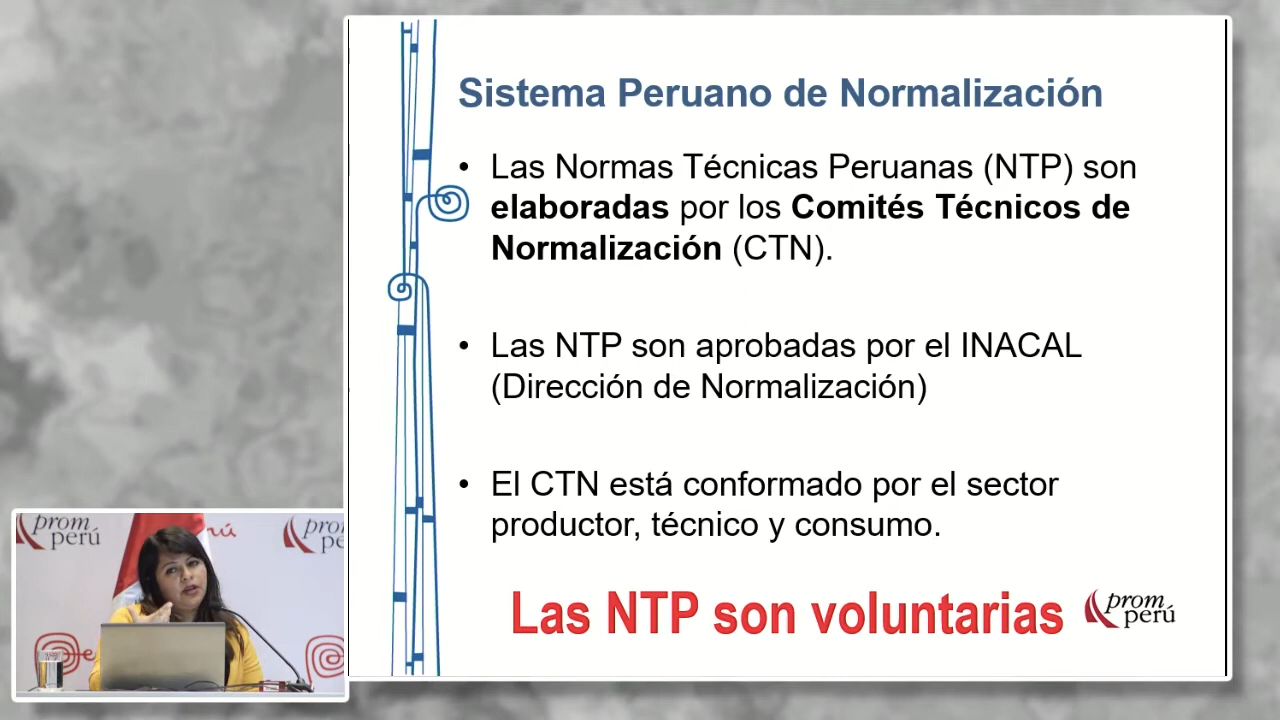 Sistema Peruano de Normalización
• Las Normas Técnicas Peruanas (NTP) son
elaboradas por los Comités Técnicos de
Normalización (CTN).
• Las NTP son aprobadas por el INACAL
(Dirección de Normalización)
• El CTN está conformado por el sector
productor, técnico y consumo.
Las NTP son voluntarias
prom
perú
prom
perú